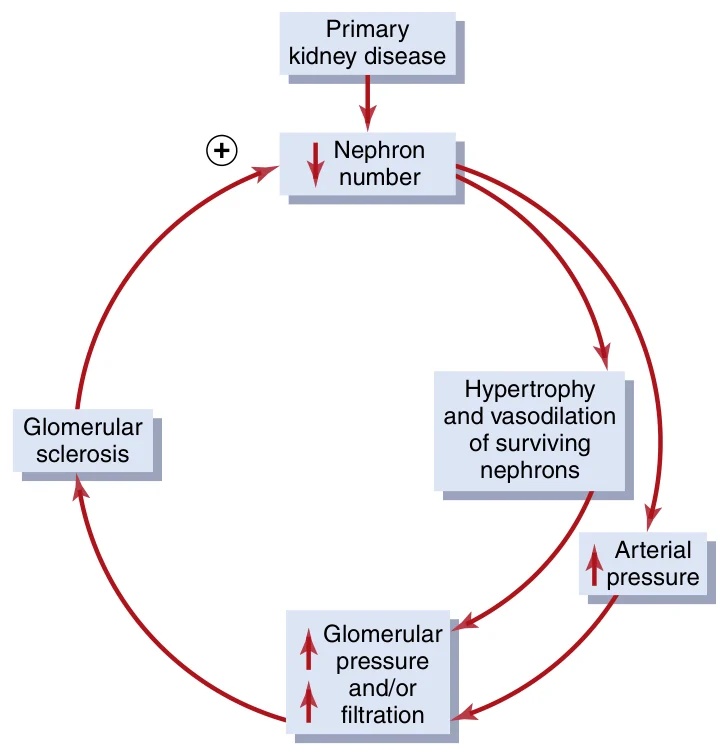 Primary
kidney disease
+
Nephron
number
Hypertrophy
and vasodilation
of surviving
nephrons
Glomerular
sclerosis
Arterial
pressure
Glomerular
pressure
and/or
filtration